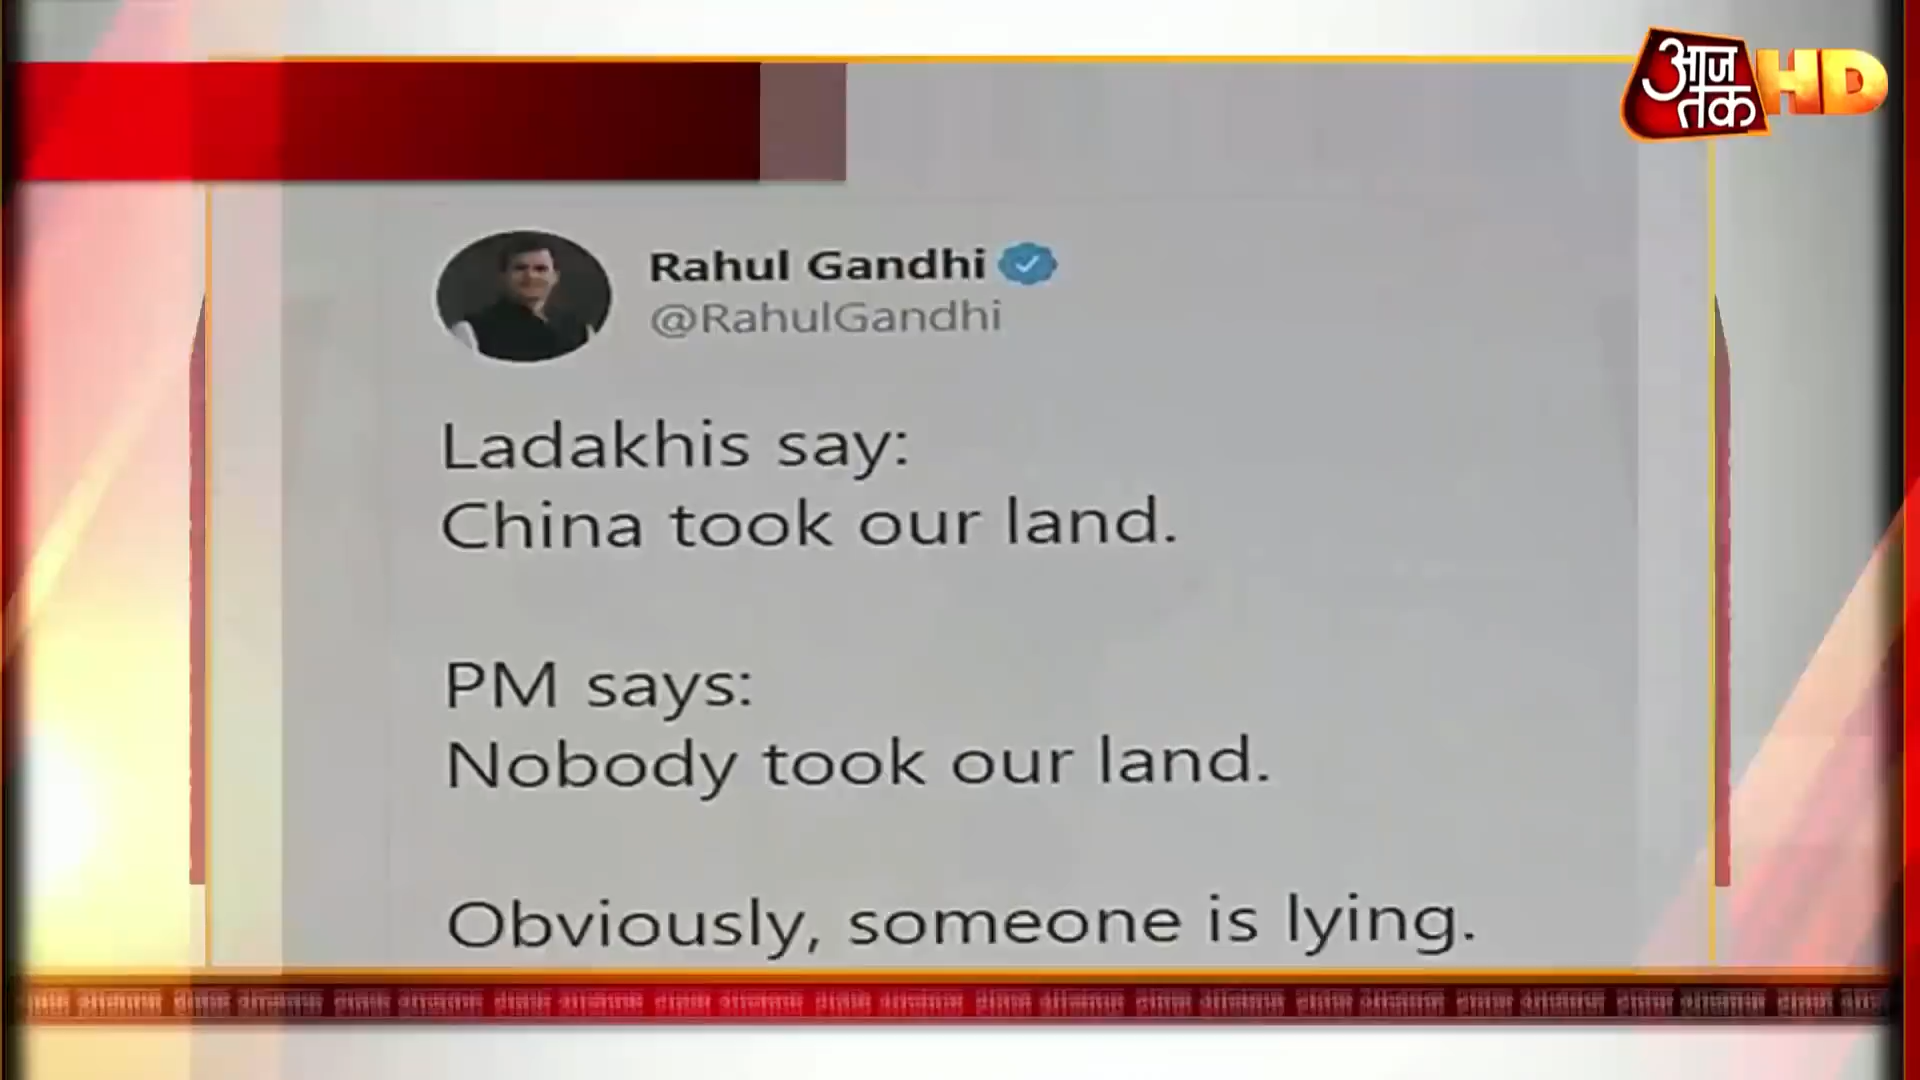 आज
तक HD
Rahul Gandhi
@RahulGandhi
Ladakhis say:
China took our land.
PM says:
Nobody took our land.
Obviously, someone is lying.